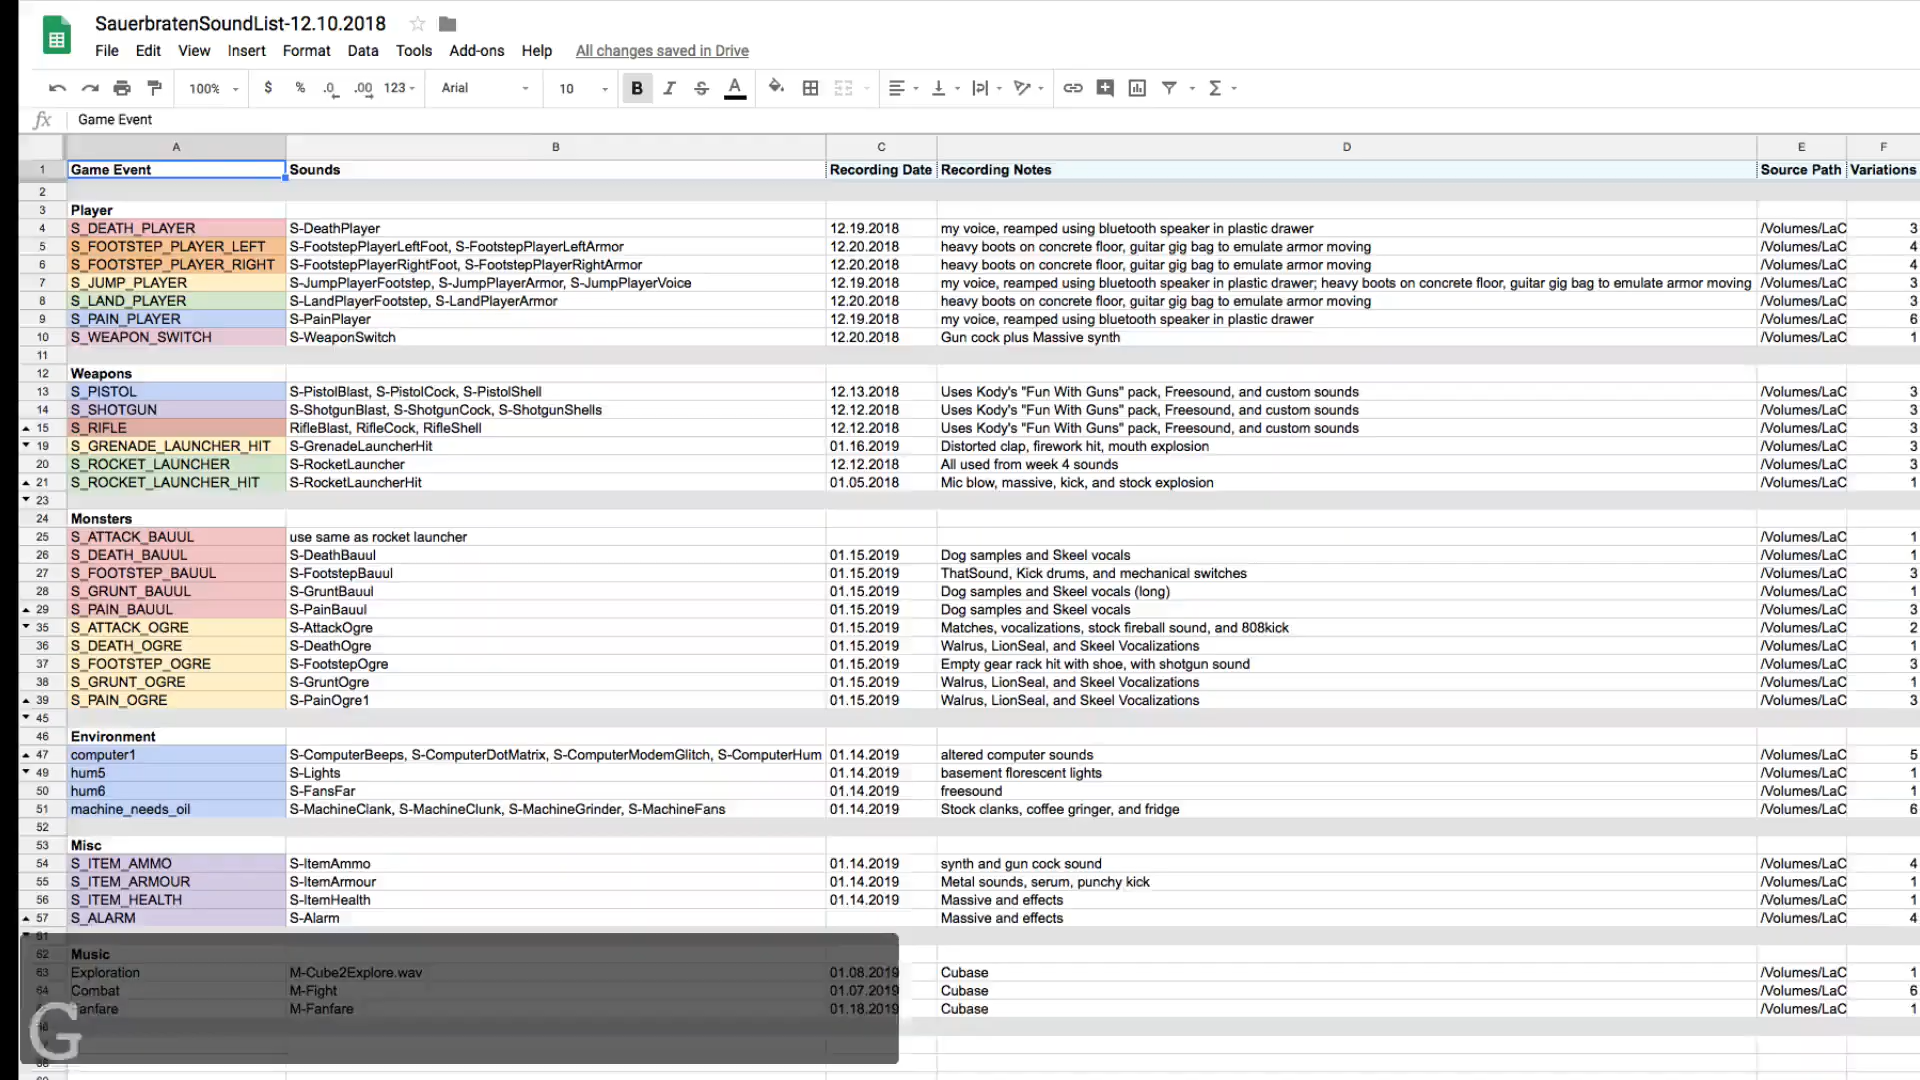 SauerbratenSoundList-12.10.2018
File Edit View Insert Format Data Tools Add-ons Help All changes saved in Drive
100% $ % .0 .00 123 Arial 10 B I S A
fx Game Event
A B C D E F
1 Game Event Sounds Recording Date Recording Notes Source Path Variations
2
3 Player
4 S_DEATH_PLAYER S-DeathPlayer 12.19.2018 my voice, reamped using bluetooth speaker in plastic drawer /Volumes/LaC 3
5 S_FOOTSTEP_PLAYER_LEFT S-FootstepPlayerLeftFoot, S-FootstepPlayerLeftArmor 12.20.2018 heavy boots on concrete floor, guitar gig bag to emulate armor moving /Volumes/LaC 4
6 S_FOOTSTEP_PLAYER_RIGHT S-FootstepPlayerRightFoot, S-FootstepPlayerRightArmor 12.20.2018 heavy boots on concrete floor, guitar gig bag to emulate armor moving /Volumes/LaC 4
7 S_JUMP_PLAYER S-JumpPlayerFootstep, S-JumpPlayerArmor, S-JumpPlayerVoice 12.19.2018 my voice, reamped using bluetooth speaker in plastic drawer; heavy boots on concrete floor, guitar gig bag to emulate armor moving /Volumes/LaC 3
8 S_LAND_PLAYER S-LandPlayerFootstep, S-LandPlayerArmor 12.20.2018 heavy boots on concrete floor, guitar gig bag to emulate armor moving /Volumes/LaC 3
9 S_PAIN_PLAYER S-PainPlayer 12.19.2018 my voice, reamped using bluetooth speaker in plastic drawer /Volumes/LaC 6
10 S_WEAPON_SWITCH S-WeaponSwitch 12.20.2018 Gun cock plus Massive synth /Volumes/LaC 1
11
12 Weapons
13 S_PISTOL S-PistolBlast, S-PistolCock, S-PistolShell 12.13.2018 Uses Kody's "Fun With Guns" pack, Freesound, and custom sounds /Volumes/LaC 3
14 S_SHOTGUN S-ShotgunBlast, S-ShotgunCock, S-ShotgunShells 12.12.2018 Uses Kody's "Fun With Guns" pack, Freesound, and custom sounds /Volumes/LaC 3
15 S_RIFLE RifleBlast, RifleCock, RifleShell 12.12.2018 Uses Kody's "Fun With Guns" pack, Freesound, and custom sounds /Volumes/LaC 3
19 S_GRENADE_LAUNCHER_HIT S-GrenadeLauncherHit 01.16.2019 Distorted clap, firework hit, mouth explosion /Volumes/LaC 3
20 S_ROCKET_LAUNCHER S-RocketLauncher 12.12.2018 All used from week 4 sounds /Volumes/LaC 3
21 S_ROCKET_LAUNCHER_HIT S-RocketLauncherHit 01.05.2018 Mic blow, massive, kick, and stock explosion /Volumes/LaC 1
23
24 Monsters
25 S_ATTACK_BAUUL use same as rocket launcher /Volumes/LaC 1
26 S_DEATH_BAUUL S-DeathBauul 01.15.2019 Dog samples and Skeel vocals /Volumes/LaC 1
27 S_FOOTSTEP_BAUUL S-FootstepBauul 01.15.2019 ThatSound, Kick drums, and mechanical switches /Volumes/LaC 3
28 S_GRUNT_BAUUL S-GruntBauul 01.15.2019 Dog samples and Skeel vocals (long) /Volumes/LaC 1
29 S_PAIN_BAUUL S-PainBauul 01.15.2019 Dog samples and Skeel vocals /Volumes/LaC 3
35 S_ATTACK_OGRE S-AttackOgre 01.15.2019 Matches, vocalizations, stock fireball sound, and 808kick /Volumes/LaC 2
36 S_DEATH_OGRE S-DeathOgre 01.15.2019 Walrus, LionSeal, and Skeel Vocalizations /Volumes/LaC 1
37 S_FOOTSTEP_OGRE S-FootstepOgre 01.15.2019 Empty gear rack hit with shoe, with shotgun sound /Volumes/LaC 3
38 S_GRUNT_OGRE S-GruntOgre 01.15.2019 Walrus, LionSeal, and Skeel Vocalizations /Volumes/LaC 1
39 S_PAIN_OGRE S-PainOgre1 01.15.2019 Walrus, LionSeal, and Skeel Vocalizations /Volumes/LaC 3
45
46 Environment
47 computer1 S-ComputerBeeps, S-ComputerDotMatrix, S-ComputerModemGlitch, S-ComputerHum 01.14.2019 altered computer sounds /Volumes/LaC 5
49 hum5 S-Lights 01.14.2019 basement florescent lights /Volumes/LaC 1
50 hum6 S-FansFar 01.14.2019 freesound /Volumes/LaC 1
51 machine_needs_oil S-MachineClank, S-MachineClunk, S-MachineGrinder, S-MachineFans 01.14.2019 Stock clanks, coffee gringer, and fridge /Volumes/LaC 6
52
53 Misc
54 S_ITEM_AMMO S-ItemAmmo 01.14.2019 synth and gun cock sound /Volumes/LaC 4
55 S_ITEM_ARMOUR S-ItemArmour 01.14.2019 Metal sounds, serum, punchy kick /Volumes/LaC 1
56 S_ITEM_HEALTH S-ItemHealth 01.14.2019 Massive and effects /Volumes/LaC 1
57 S_ALARM S-Alarm Massive and effects /Volumes/LaC 4
61
62 Music
63 Exploration M-Cube2Explore.wav 01.08.2019 Cubase /Volumes/LaC 1
64 Combat M-Fight 01.07.2019 Cubase /Volumes/LaC 6
anfare M-Fanfare 01.18.2019 Cubase /Volumes/LaC 1
G